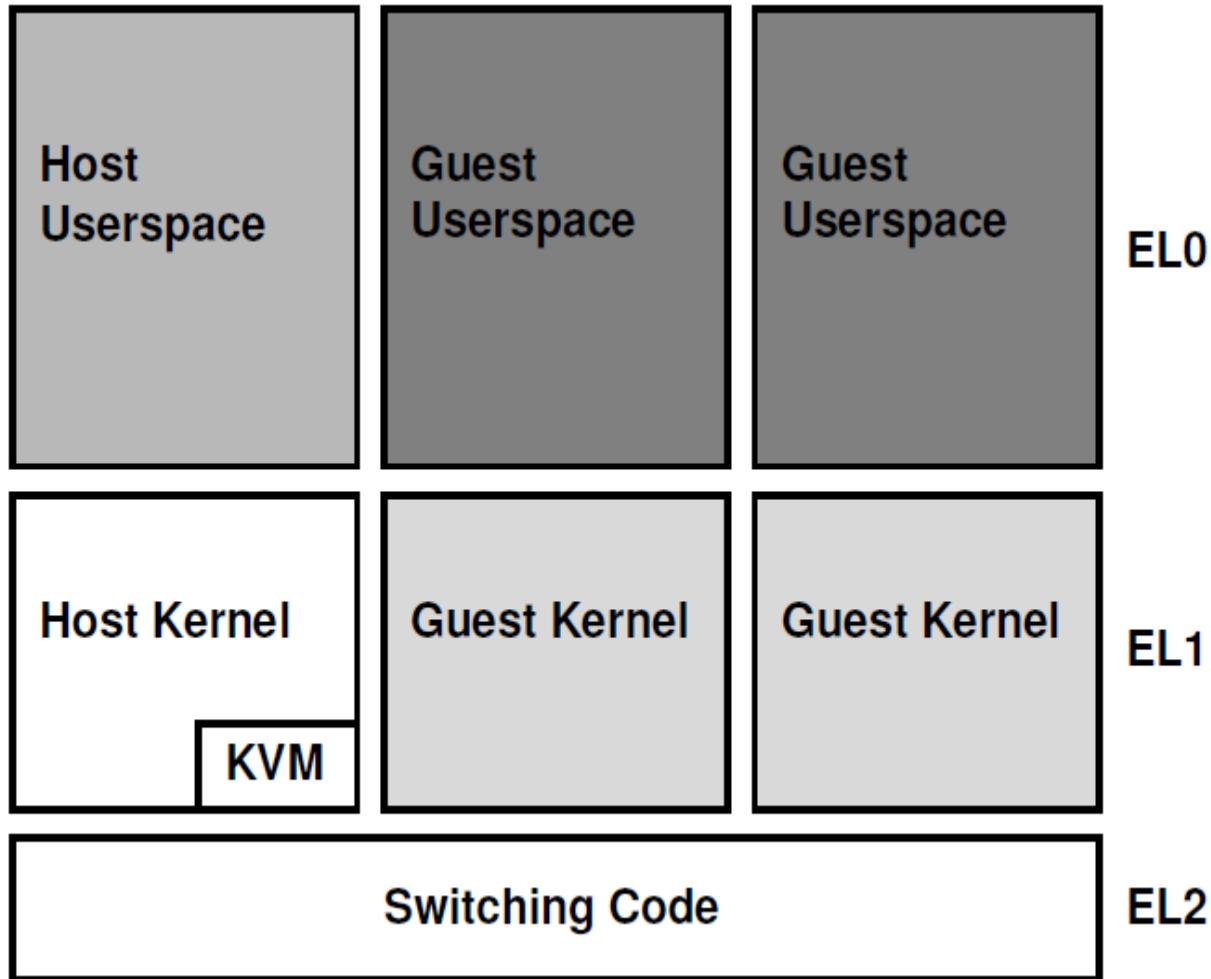 Host
Userspace
Guest
Userspace
Guest
Userspace
EL0
Host Kernel
KVM
Guest Kernel
Guest Kernel
EL1
Switching Code
EL2